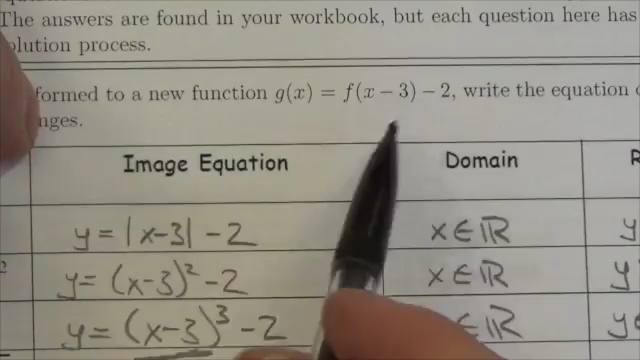 The answers are found in your workbook, but each question here has
olution process.
formed to a new function g(x) = f(x − 3) − 2, write the equation
nges.
Image Equation Domain R
y = |x-3| - 2 x ∈ ℝ y
2 y = (x-3)² - 2 x ∈ ℝ y
y = (x-3)³ - 2 ∈ ℝ y ∈